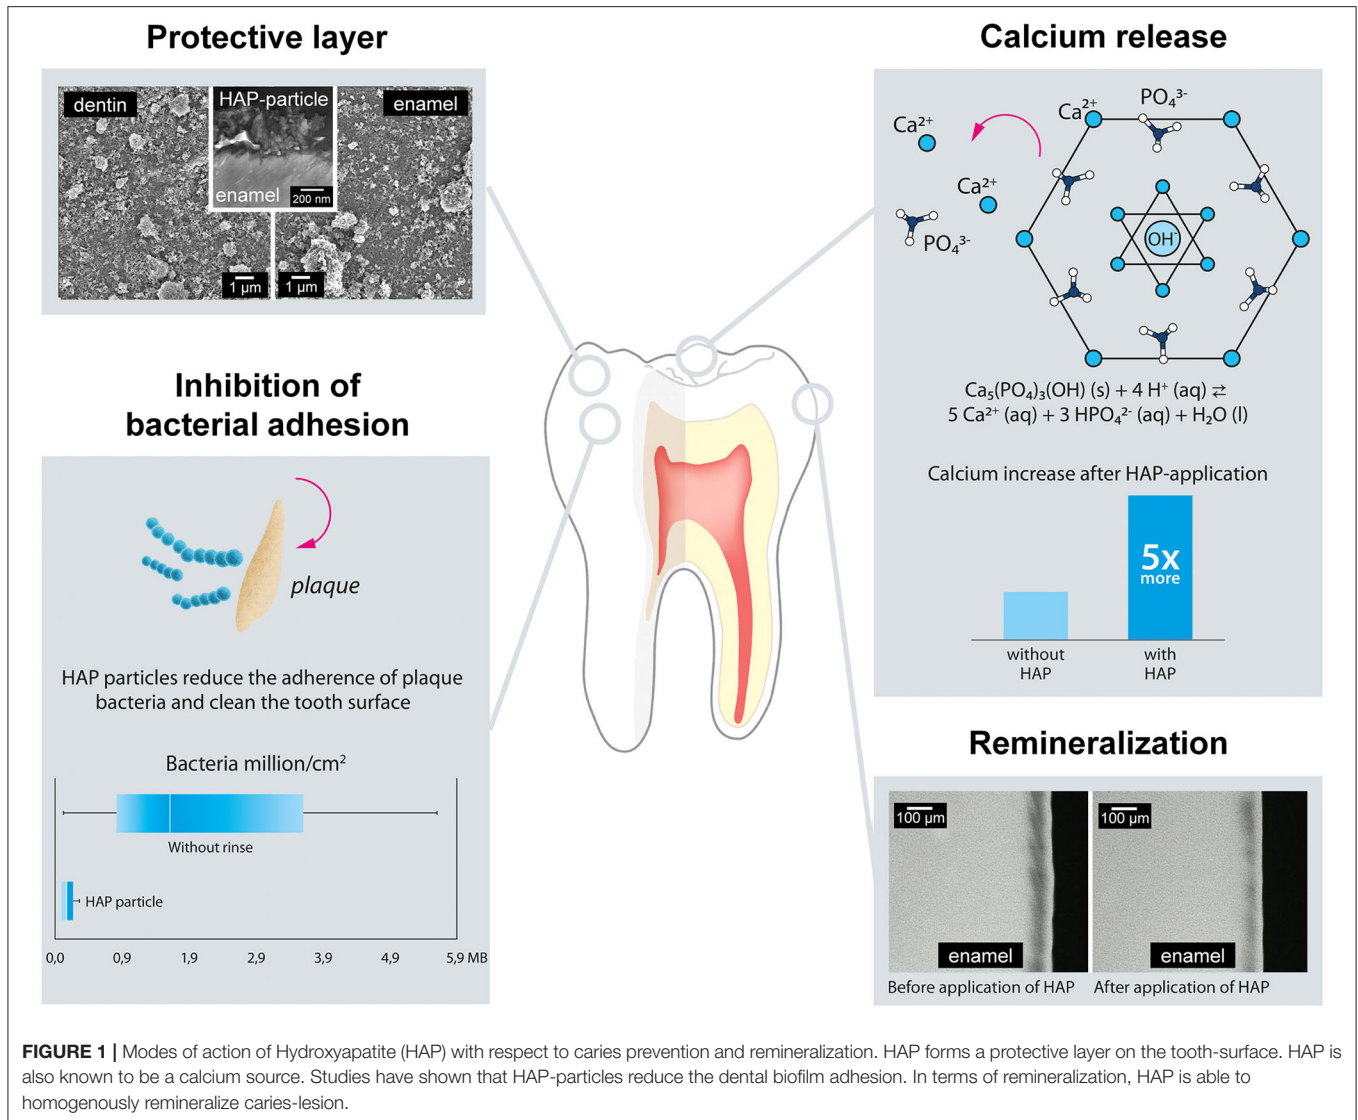 Protective layer
dentin
HAP-particle
enamel
enamel
200 nm
1 µm
1 µm
Inhibition of
bacterial adhesion
plaque
HAP particles reduce the adherence of plaque
bacteria and clean the tooth surface
Bacteria million/cm²
Without rinse
HAP particle
0,0 0,9 1,9 2,9 3,9 4,9 5,9 MB
Calcium release
Ca²⁺
PO₄³⁻
Ca²⁺
Ca²⁺
PO₄³⁻
OH⁻
Ca₅(PO₄)₃(OH) (s) + 4 H⁺ (aq) ⇄
5 Ca²⁺ (aq) + 3 HPO₄²⁻ (aq) + H₂O (l)
Calcium increase after HAP-application
5x
more
without
HAP
with
HAP
Remineralization
100 µm
100 µm
enamel
enamel
Before application of HAP
After application of HAP
FIGURE 1 | Modes of action of Hydroxyapatite (HAP) with respect to caries prevention and remineralization. HAP forms a protective layer on the tooth-surface. HAP is
also known to be a calcium source. Studies have shown that HAP-particles reduce the dental biofilm adhesion. In terms of remineralization, HAP is able to
homogenously remineralize caries-lesion.